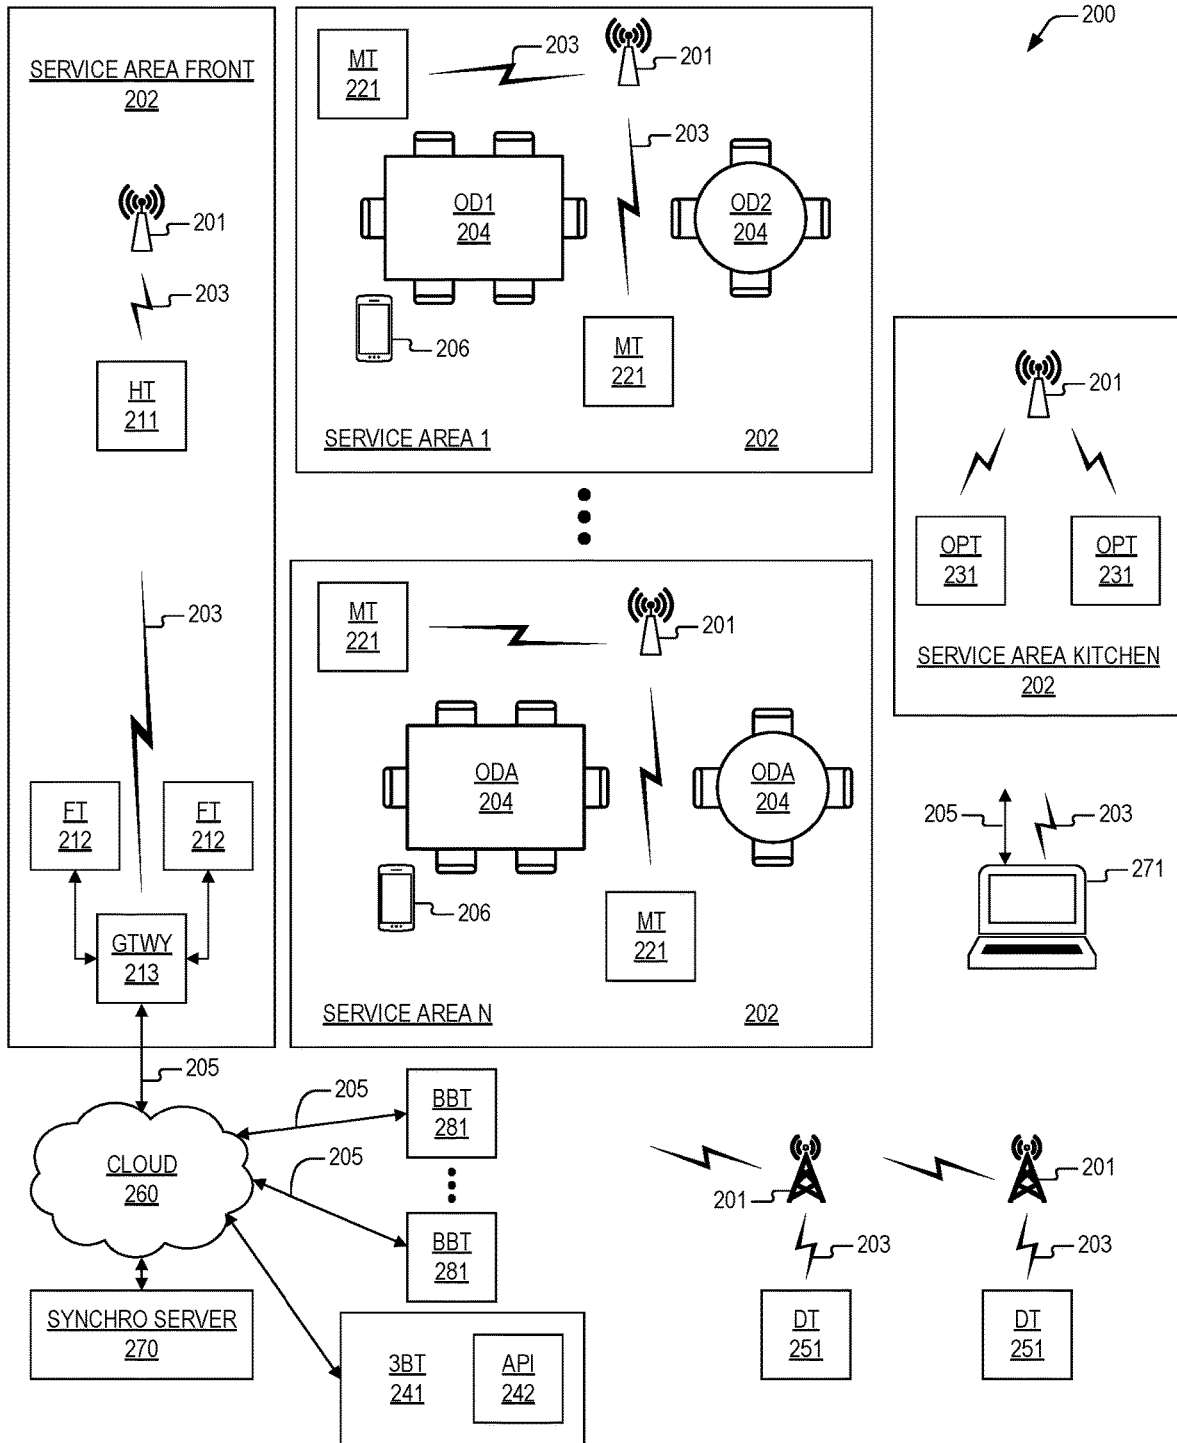 200
SERVICE AREA FRONT
202
201
203
HT
211
203
FT
212
FT
212
GTWY
213
205
MT
221
203
201
203
OD1
204
OD2
204
206
MT
221
SERVICE AREA 1
202
MT
221
201
ODA
204
ODA
204
206
MT
221
SERVICE AREA N
202
201
OPT
231
OPT
231
SERVICE AREA KITCHEN
202
205
203
271
CLOUD
260
205
BBT
281
205
BBT
281
SYNCHRO SERVER
270
3BT
241
API
242
201
201
203
203
DT
251
DT
251